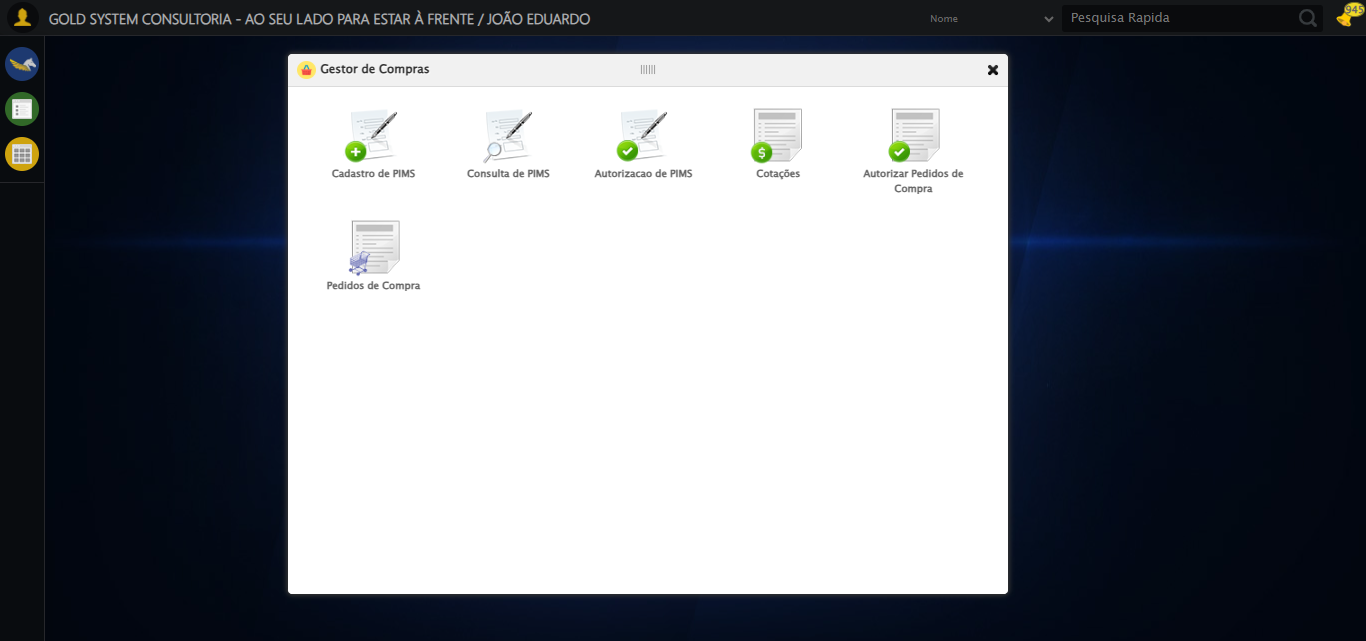 GOLD SYSTEM CONSULTORIA - AO SEU LADO PARA ESTAR À FRENTE / JOÃO EDUARDO
Nome
Pesquisa Rapida
945
Gestor de Compras
Cadastro de PIMS
Consulta de PIMS
Autorizacao de PIMS
Cotações
Autorizar Pedidos de
Compra
Pedidos de Compra